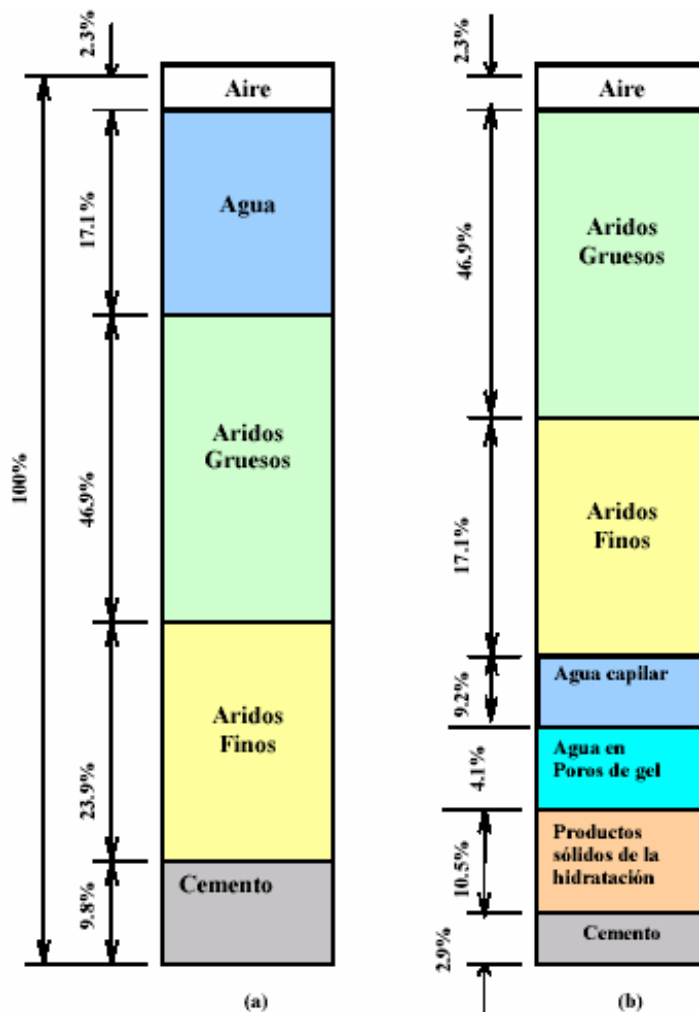 2.3%
Aire
17.1%
Agua
100%
46.9%
Aridos
Gruesos
23.9%
Aridos
Finos
9.8%
Cemento
(a)
2.3%
Aire
46.9%
Aridos
Gruesos
17.1%
Aridos
Finos
9.2%
Agua capilar
4.1%
Agua en
Poros de gel
10.5%
Productos
sólidos de la
hidratación
2.9%
Cemento
(b)